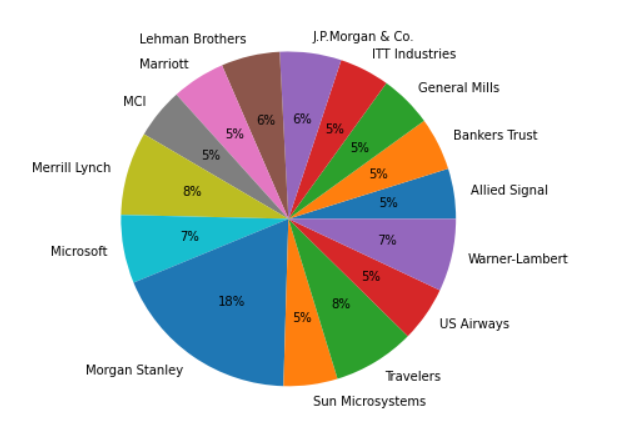 J.P.Morgan & Co.
Lehman Brothers
ITT Industries
Marriott
General Mills
MCI
6%
6%
5%
5%
5%
Bankers Trust
5%
Merrill Lynch
5%
8%
Allied Signal
5%
7%
7%
Microsoft
Warner-Lambert
5%
18%
8%
5%
US Airways
Morgan Stanley
Travelers
Sun Microsystems